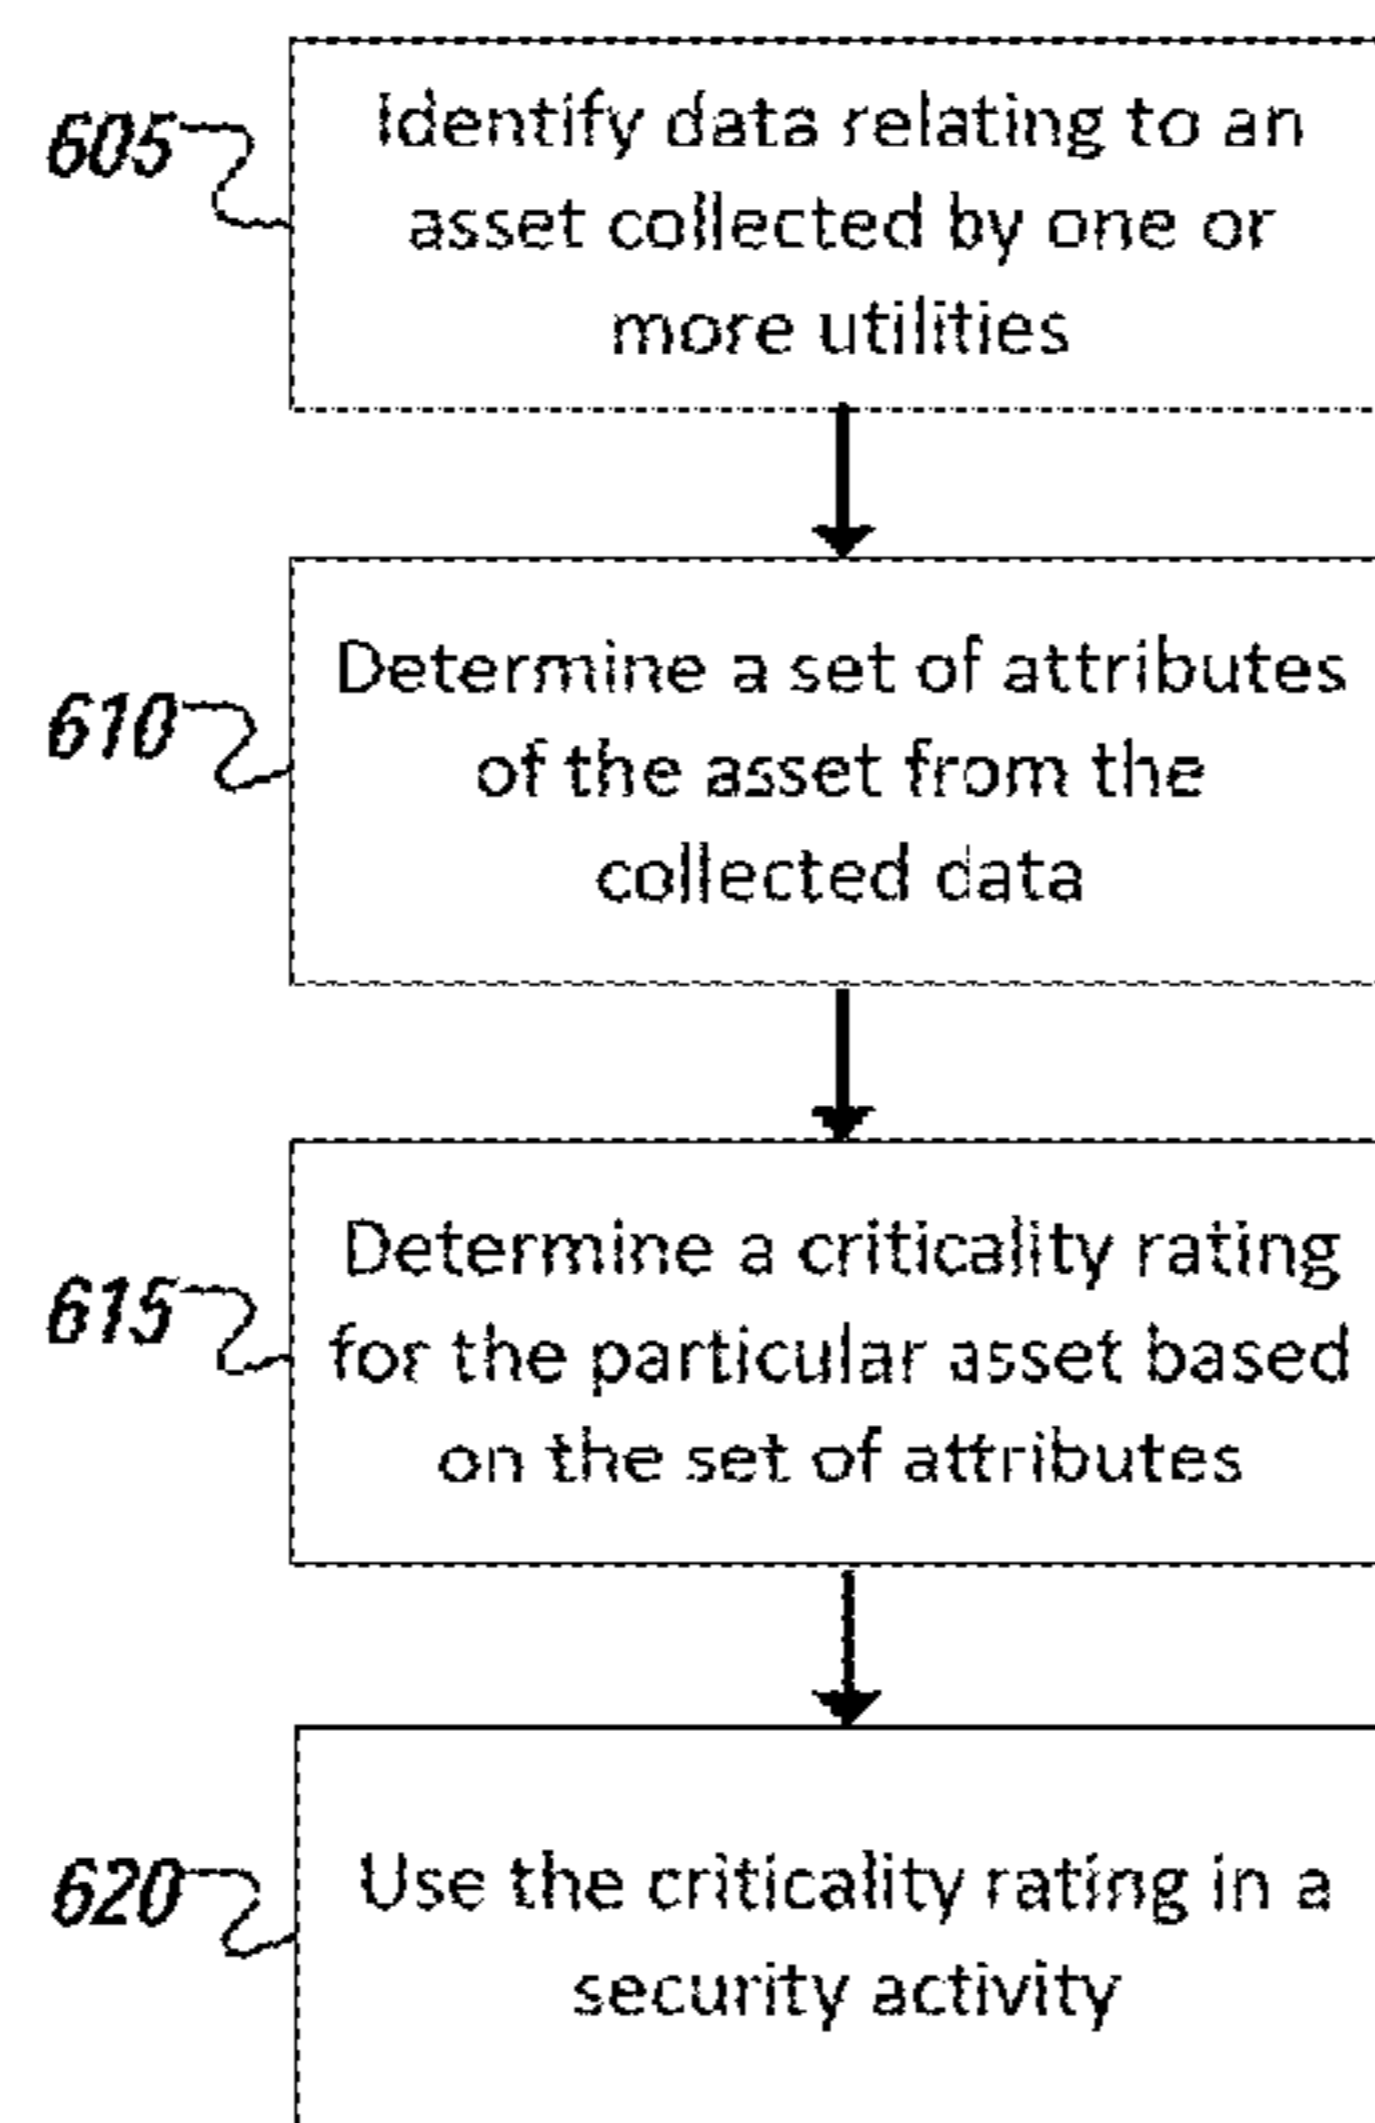 605
Identify data relating to an
asset collected by one or
more utilities
610
Determine a set of attributes
of the asset from the
collected data
615
Determine a criticality rating
for the particular asset based
on the set of attributes
620
Use the criticality rating in a
security activity